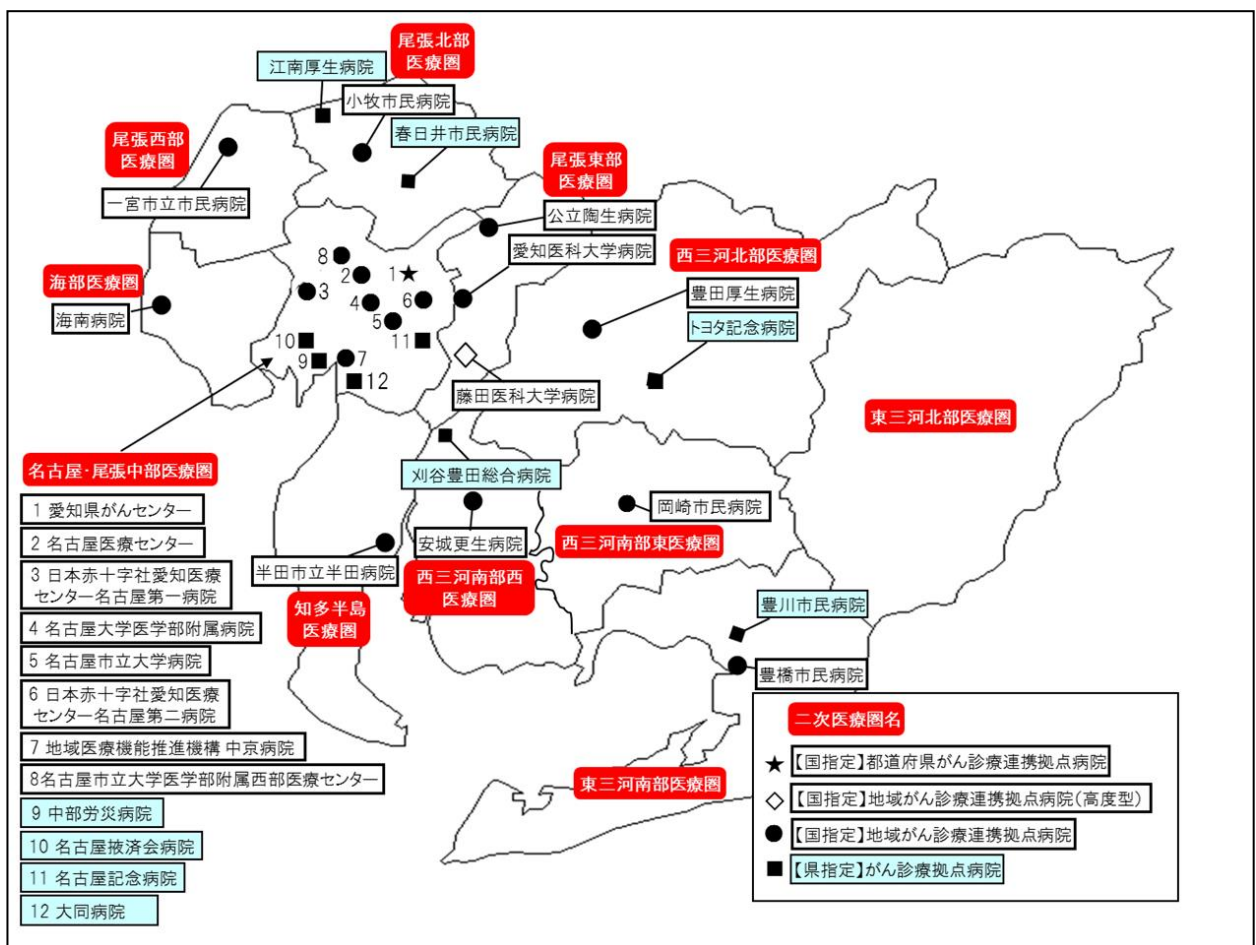 尾張北部
医療圏
江南厚生病院
小牧市民病院
春日井市民病院
尾張西部
医療圏
一宮市立市民病院
尾張東部
医療圏
公立陶生病院
愛知医科大学病院
西三河北部医療圏
豊田厚生病院
トヨタ記念病院
海部医療圏
海南病院
8
2
1
3
4
6
5
10
11
9
7
12
藤田医科大学病院
東三河北部医療圏
名古屋・尾張中部医療圏
刈谷豊田総合病院
岡崎市民病院
安城更生病院
西三河南部東医療圏
半田市立半田病院
西三河南部西
医療圏
知多半島
医療圏
豊川市民病院
豊橋市民病院
東三河南部医療圏
1 愛知県がんセンター
2 名古屋医療センター
3 日本赤十字社愛知医療
センター名古屋第一病院
4 名古屋大学医学部附属病院
5 名古屋市立大学病院
6 日本赤十字社愛知医療
センター名古屋第二病院
7 地域医療機能推進機構 中京病院
8名古屋市立大学医学部附属西部医療センター
9 中部労災病院
10 名古屋掖済会病院
11 名古屋記念病院
12 大同病院
二次医療圏名
★ 【国指定】都道府県がん診療連携拠点病院
◇ 【国指定】地域がん診療連携拠点病院(高度型)
● 【国指定】地域がん診療連携拠点病院
■ 【県指定】がん診療拠点病院